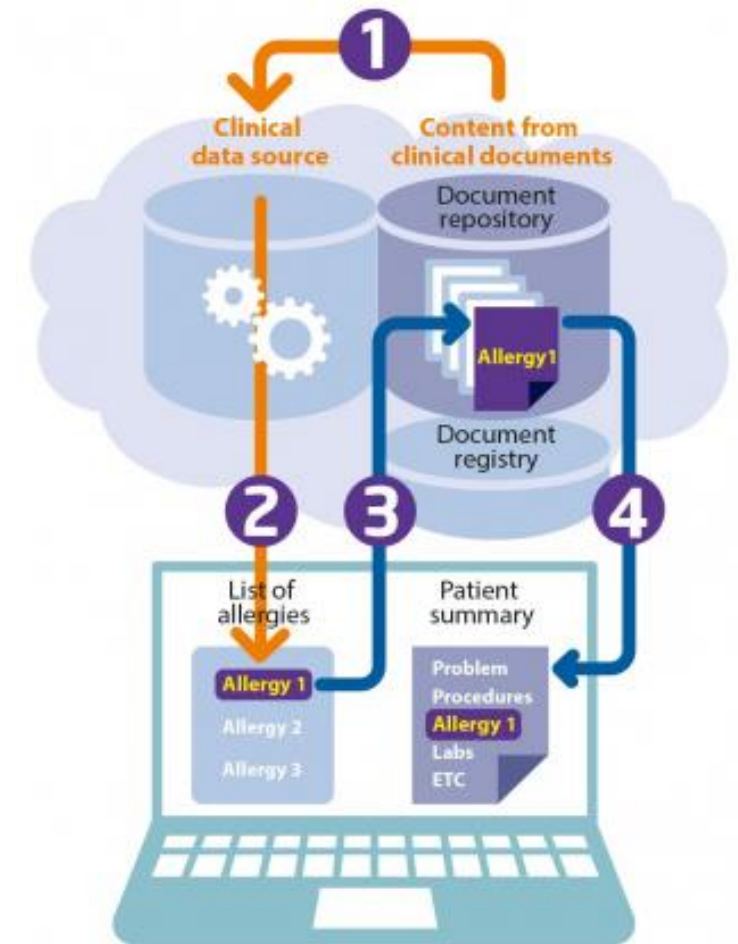 1
Clinical
data source
Content from
clinical documents
Document
repository
Allergy1
Document
registry
2
3
4
List of
allergies
Allergy 1
Allergy 2
Allergy 3
Patient
summary
Problem
Procedures
Allergy 1
Labs
ETC